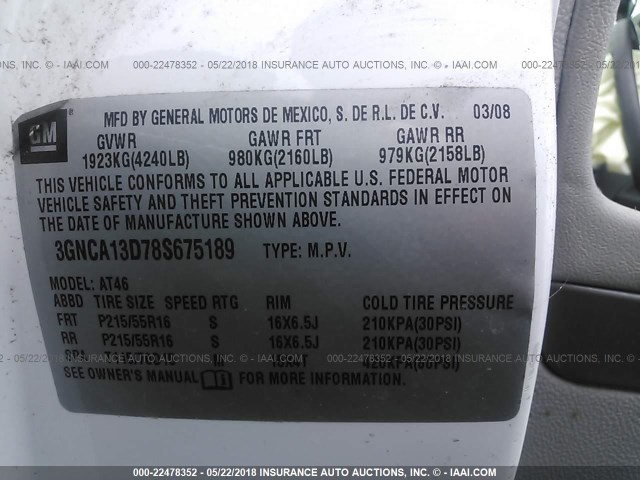 000-22478352 - 05/22/2018 INSURANCE AUTO AUCTIONS, INC. - © IAAI.COM
MFD BY GENERAL MOTORS DE MEXICO, S. DE R.L. DE C.V. 03/08
GM ®
GVWR GAWR FRT GAWR RR
1923KG(4240LB) 980KG(2160LB) 979KG(2158LB)
THIS VEHICLE CONFORMS TO ALL APPLICABLE U.S. FEDERAL MOTOR
VEHICLE SAFETY AND THEFT PREVENTION STANDARDS IN EFFECT ON
THE DATE OF MANUFACTURE SHOWN ABOVE.
3GNCA13D78S675189 TYPE: M.P.V.
MODEL: AT46
ABBD TIRE SIZE SPEED RTG RIM COLD TIRE PRESSURE
FRT P215/55R16 S 16X6.5J 210KPA(30PSI)
RR P215/55R16 S 16X6.5J 210KPA(30PSI)
M 420KPA(60PSI)
SEE OWNER'S MANUAL FOR MORE INFORMATION.
000-22478352 - 05/22/2018 INSURANCE AUTO AUCTIONS, INC. - © IAAI.COM